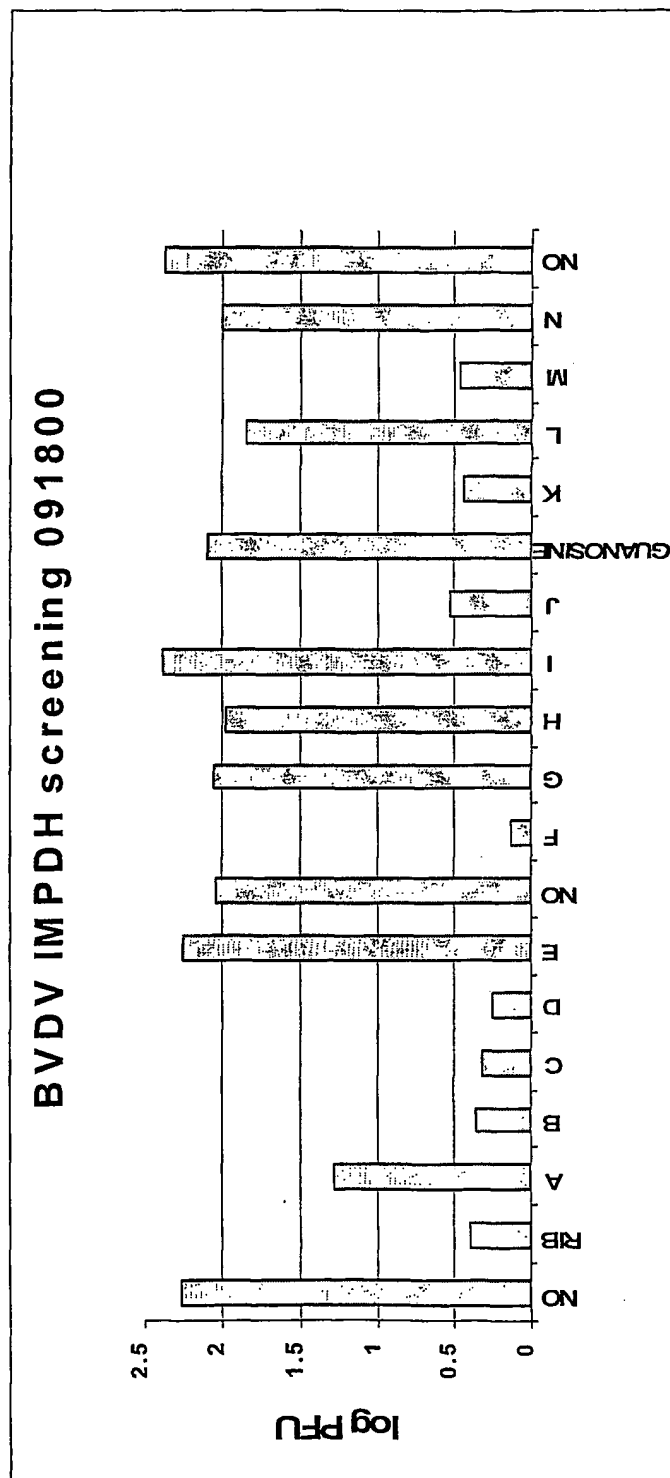 BVDV IMPDH screening 091800
log PFU
2.5
2
1.5
1
0.5
0
NO
RIB
A
B
C
D
E
NO
F
G
H
I
J
GUANOSINE
K
L
M
N
NO